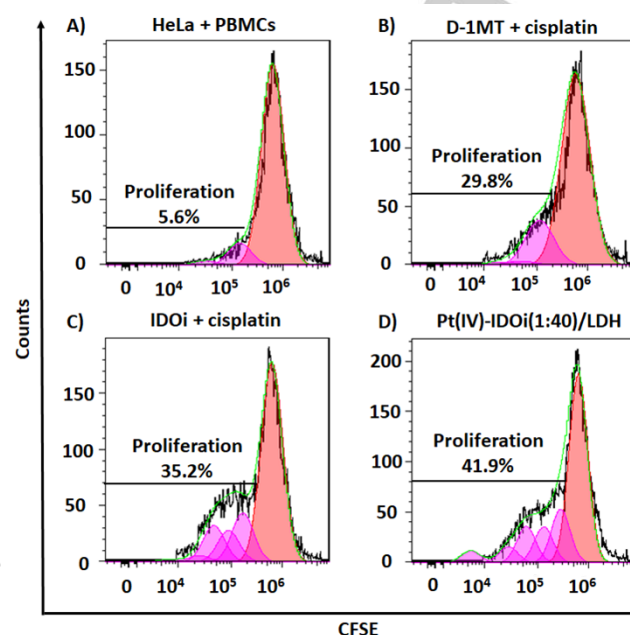 A) HeLa + PBMCs
150
100
50
0
Proliferation
5.6%
0 10⁴ 10⁵ 10⁶
B) D-1MT + cisplatin
150
100
50
0
Proliferation
29.8%
0 10⁴ 10⁵ 10⁶
C) IDOi + cisplatin
150
100
50
0
Proliferation
35.2%
0 10⁴ 10⁵ 10⁶
D) Pt(IV)-IDOi(1:40)/LDH
200
150
100
50
0
Proliferation
41.9%
0 10⁴ 10⁵ 10⁶
Counts
CFSE